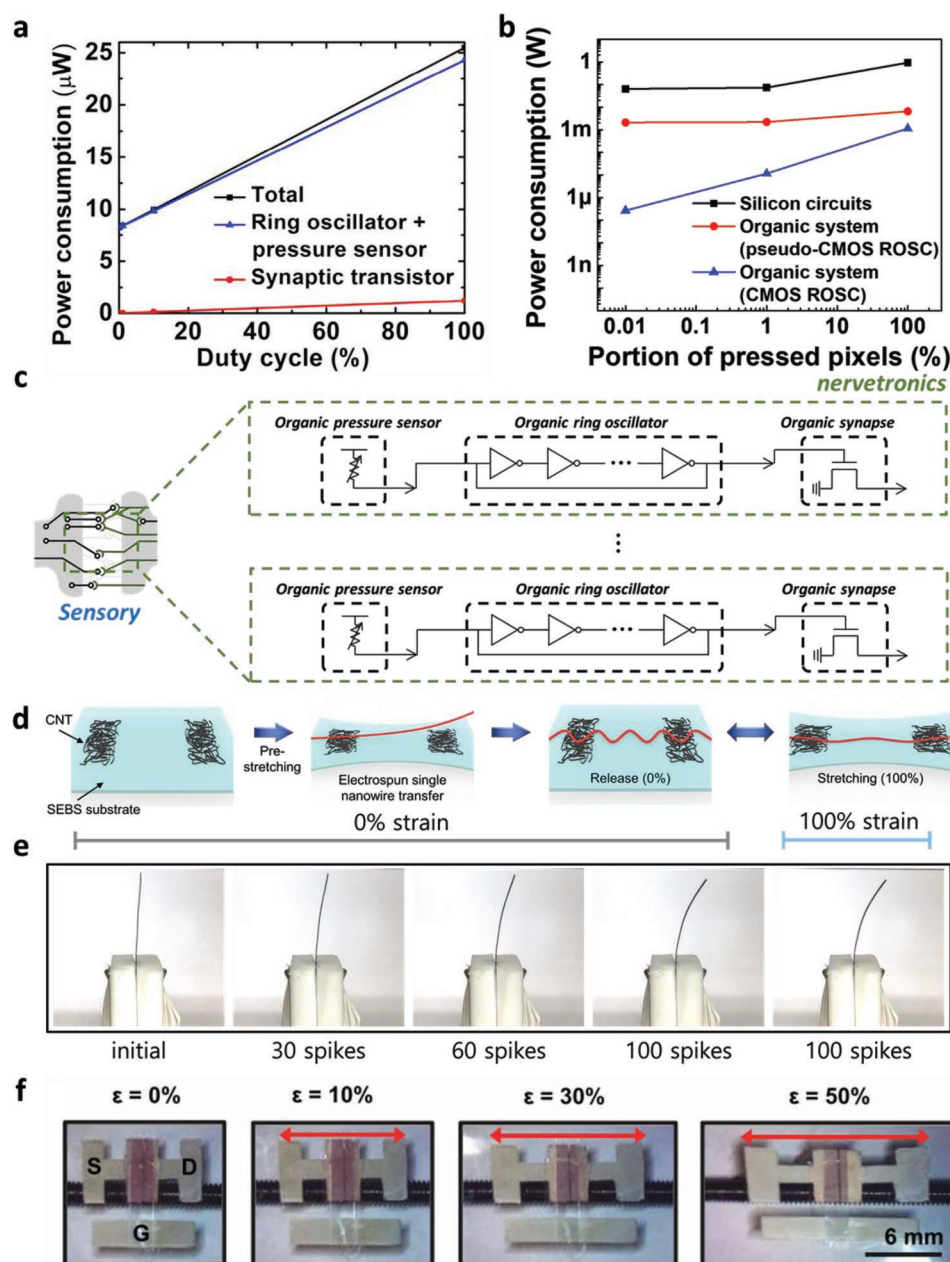 a
Power consumption (μW)
25
20
15
10
5
0
Total
Ring oscillator +
pressure sensor
Synaptic transistor
0 20 40 60 80 100
Duty cycle (%)
b
Power consumption (W)
1
1m
1μ
1n
Silicon circuits
Organic system
(pseudo-CMOS ROSC)
Organic system
(CMOS ROSC)
0.01 0.1 1 10 100
Portion of pressed pixels (%)
c
nervetronics
Organic pressure sensor Organic ring oscillator Organic synapse
Sensory
Organic pressure sensor Organic ring oscillator Organic synapse
d
CNT
SEBS substrate
Pre-
stretching
Electrospun single
nanowire transfer
Release (0%)
Stretching (100%)
0% strain 100% strain
e
initial 30 spikes 60 spikes 100 spikes 100 spikes
f
ε = 0% ε = 10% ε = 30% ε = 50%
S D
G
6 mm